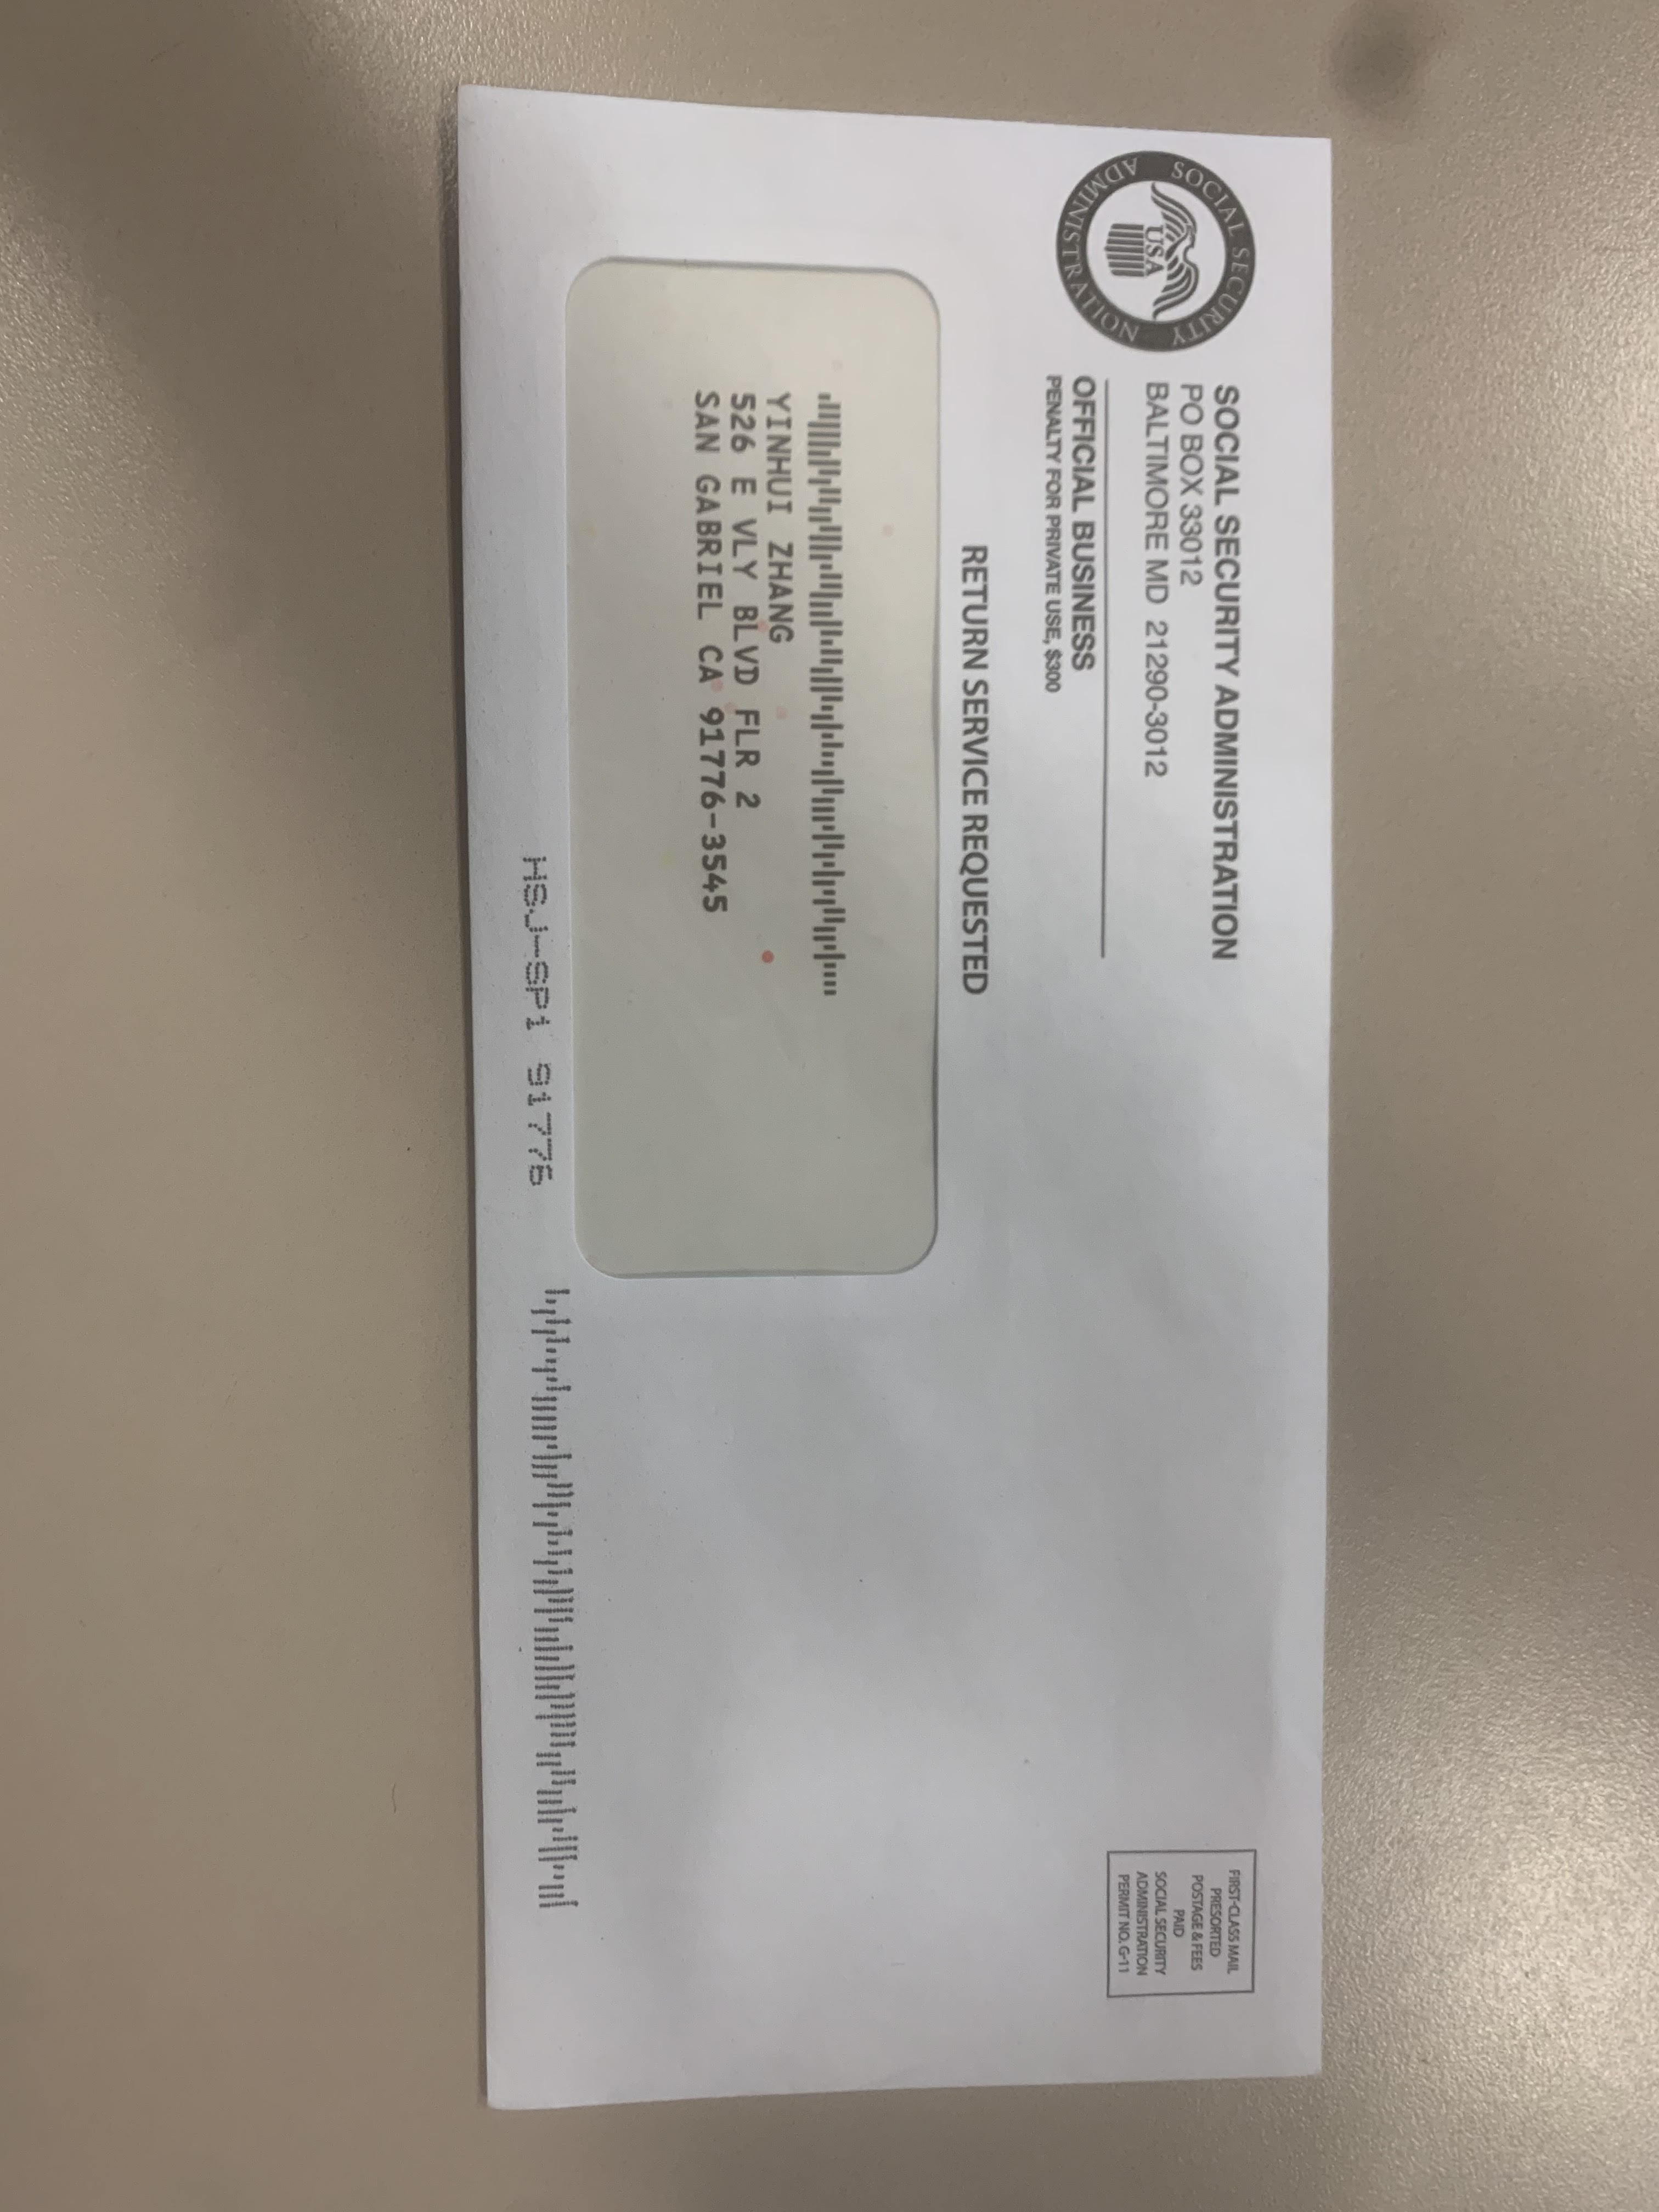 SOCIAL SECURITY ADMINISTRATION
USA
SOCIAL SECURITY ADMINISTRATION
PO BOX 33012
BALTIMORE MD 21290-3012
OFFICIAL BUSINESS
PENALTY FOR PRIVATE USE, $300
FIRST-CLASS MAIL
PRESORTED
POSTAGE & FEES
PAID
SOCIAL SECURITY
ADMINISTRATION
PERMIT NO. G-11
RETURN SERVICE REQUESTED
YINHUI ZHANG
526 E VLY BLVD FLR 2
SAN GABRIEL CA 91776-3545
HSJ-SP1 91776